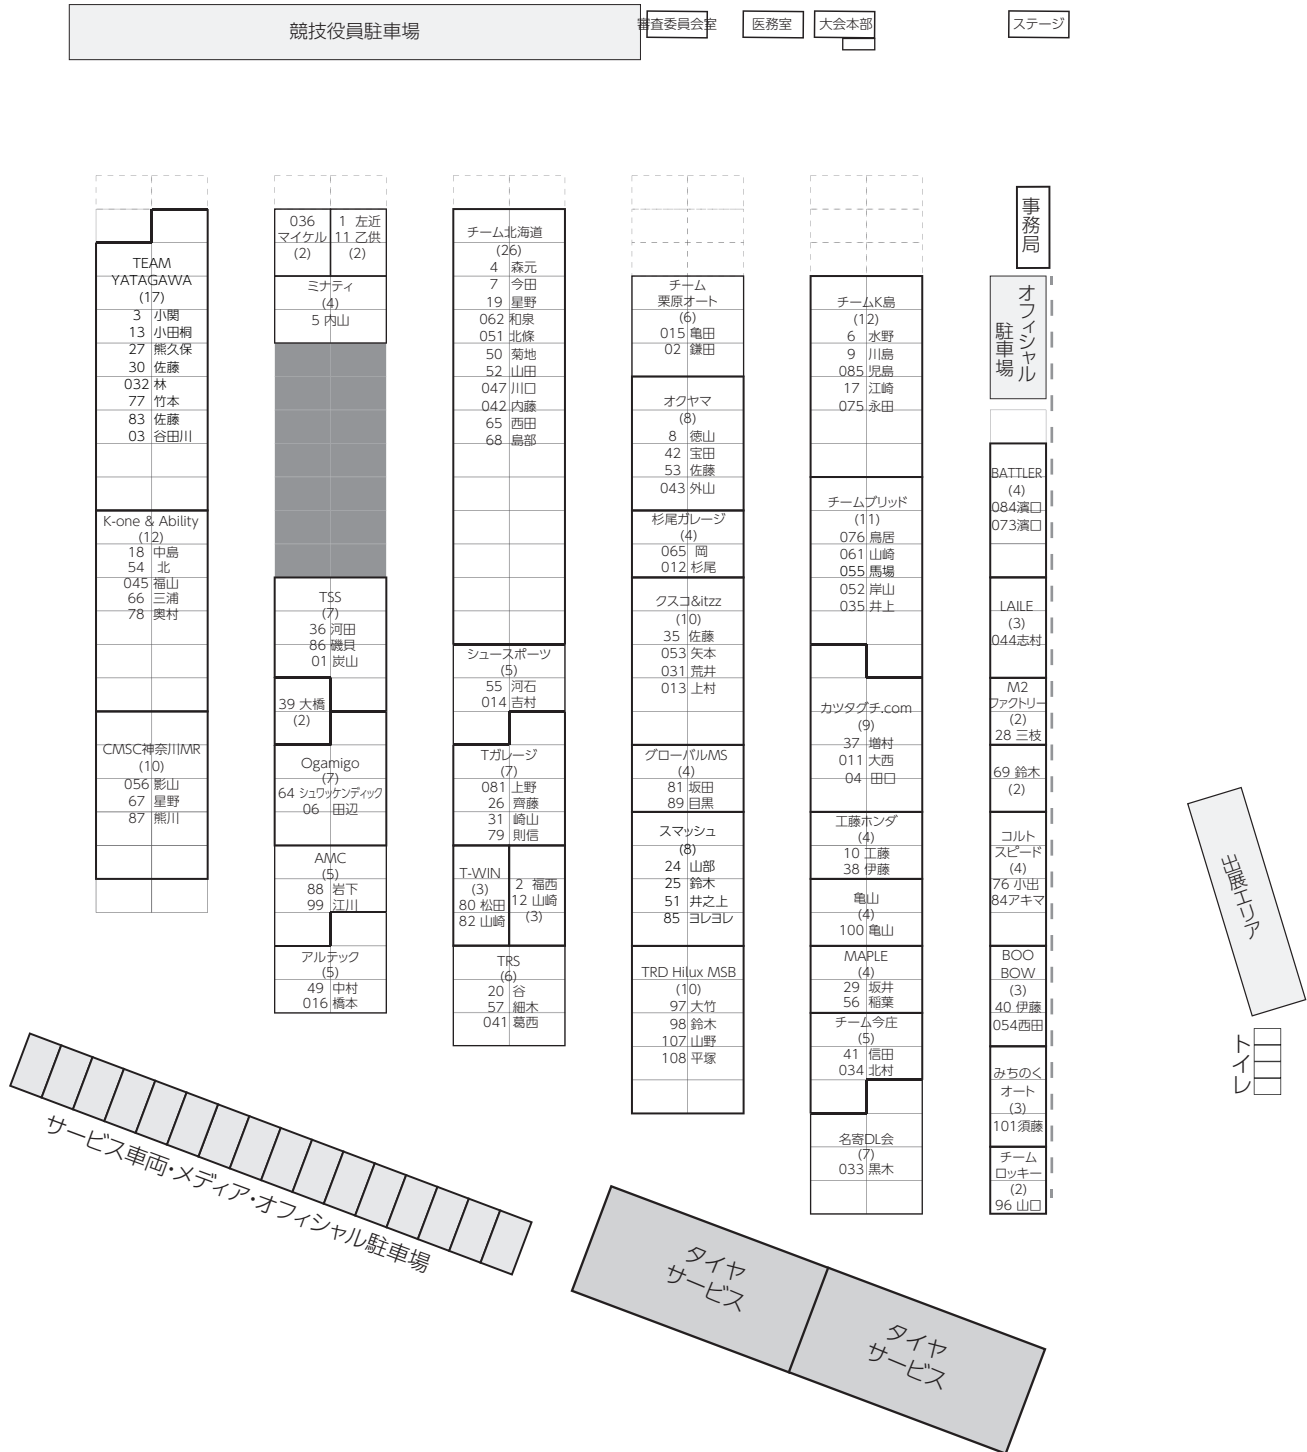 競技役員駐車場
審査委員会室
医務室
大会本部
ステージ
TEAM
YATAGAWA
(17)
3 小関
13 小田桐
27 熊久保
30 佐藤
032 林
77 竹本
83 佐藤
03 谷田川
K-one & Ability
(12)
18 中島
54 北
045 福山
66 三浦
78 奥村
CMSC神奈川MR
(10)
056 影山
67 星野
87 熊川
036
マイケル
(2)
1 左近
11 乙供
(2)
ミナティ
(4)
5 内山
TSS
(7)
36 河田
86 磯貝
01 炭山
39 大橋
(2)
Ogamigo
(7)
64 シュワッケンディック
06 田辺
AMC
(5)
88 岩下
99 江川
アルテック
(5)
49 中村
016 橋本
チーム北海道
(26)
4 森元
7 今田
19 星野
062 和泉
051 北條
50 菊地
52 山田
047 川口
042 内藤
65 西田
68 島部
シュースポーツ
(5)
55 河石
014 吉村
Tガレージ
(7)
081 上野
26 齊藤
31 崎山
79 則信
T-WIN
(3)
80 松田
82 山崎
2 福西
12 山崎
(3)
TRS
(6)
20 谷
57 細木
041 葛西
チーム
栗原オート
(6)
015 亀田
02 鎌田
オクヤマ
(8)
8 徳山
42 宝田
53 佐藤
043 外山
杉尾ガレージ
(4)
065 岡
012 杉尾
クスコ&itzz
(10)
35 佐藤
053 矢本
031 荒井
013 上村
グローバルMS
(4)
81 坂田
89 目黒
スマッシュ
(8)
24 山部
25 鈴木
51 井之上
85 ヨレヨレ
TRD Hilux MSB
(10)
97 大竹
98 鈴木
107 山野
108 平塚
チームK島
(12)
6 水野
9 川島
085 児島
17 江崎
075 永田
チームブリッド
(11)
076 鳥居
061 山崎
055 馬場
052 岸山
035 井上
カツタグチ.com
(9)
37 増村
011 大西
04 田口
工藤ホンダ
(4)
10 工藤
38 伊藤
亀山
(4)
100 亀山
MAPLE
(4)
29 坂井
56 稲葉
チーム今庄
(5)
41 信田
034 北村
名寄DL会
(7)
033 黒木
事務局
オフィシャル
駐車場
BATTLER
(4)
084濱口
073濱口
LAILE
(3)
044志村
M2
ファクトリー
(2)
28 三枝
69 鈴木
(2)
コルト
スピード
(4)
76 小出
84アキマ
BOO
BOW
(3)
40 伊藤
054西田
みちのく
オート
(3)
101須藤
チーム
ロッキー
(2)
96 山口
出展エリア
トイレ
サービス車両・メディア・オフィシャル駐車場
タイヤ
サービス
タイヤ
サービス